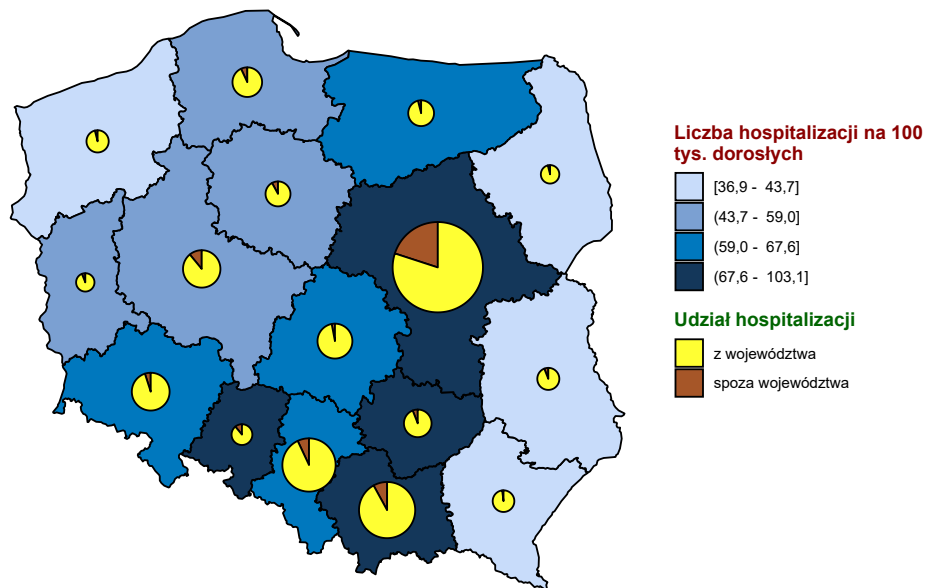 Liczba hospitalizacji na 100
tys. dorosłych
[36,9 - 43,7]
(43,7 - 59,0]
(59,0 - 67,6]
(67,6 - 103,1]
Udział hospitalizacji
z województwa
spoza województwa